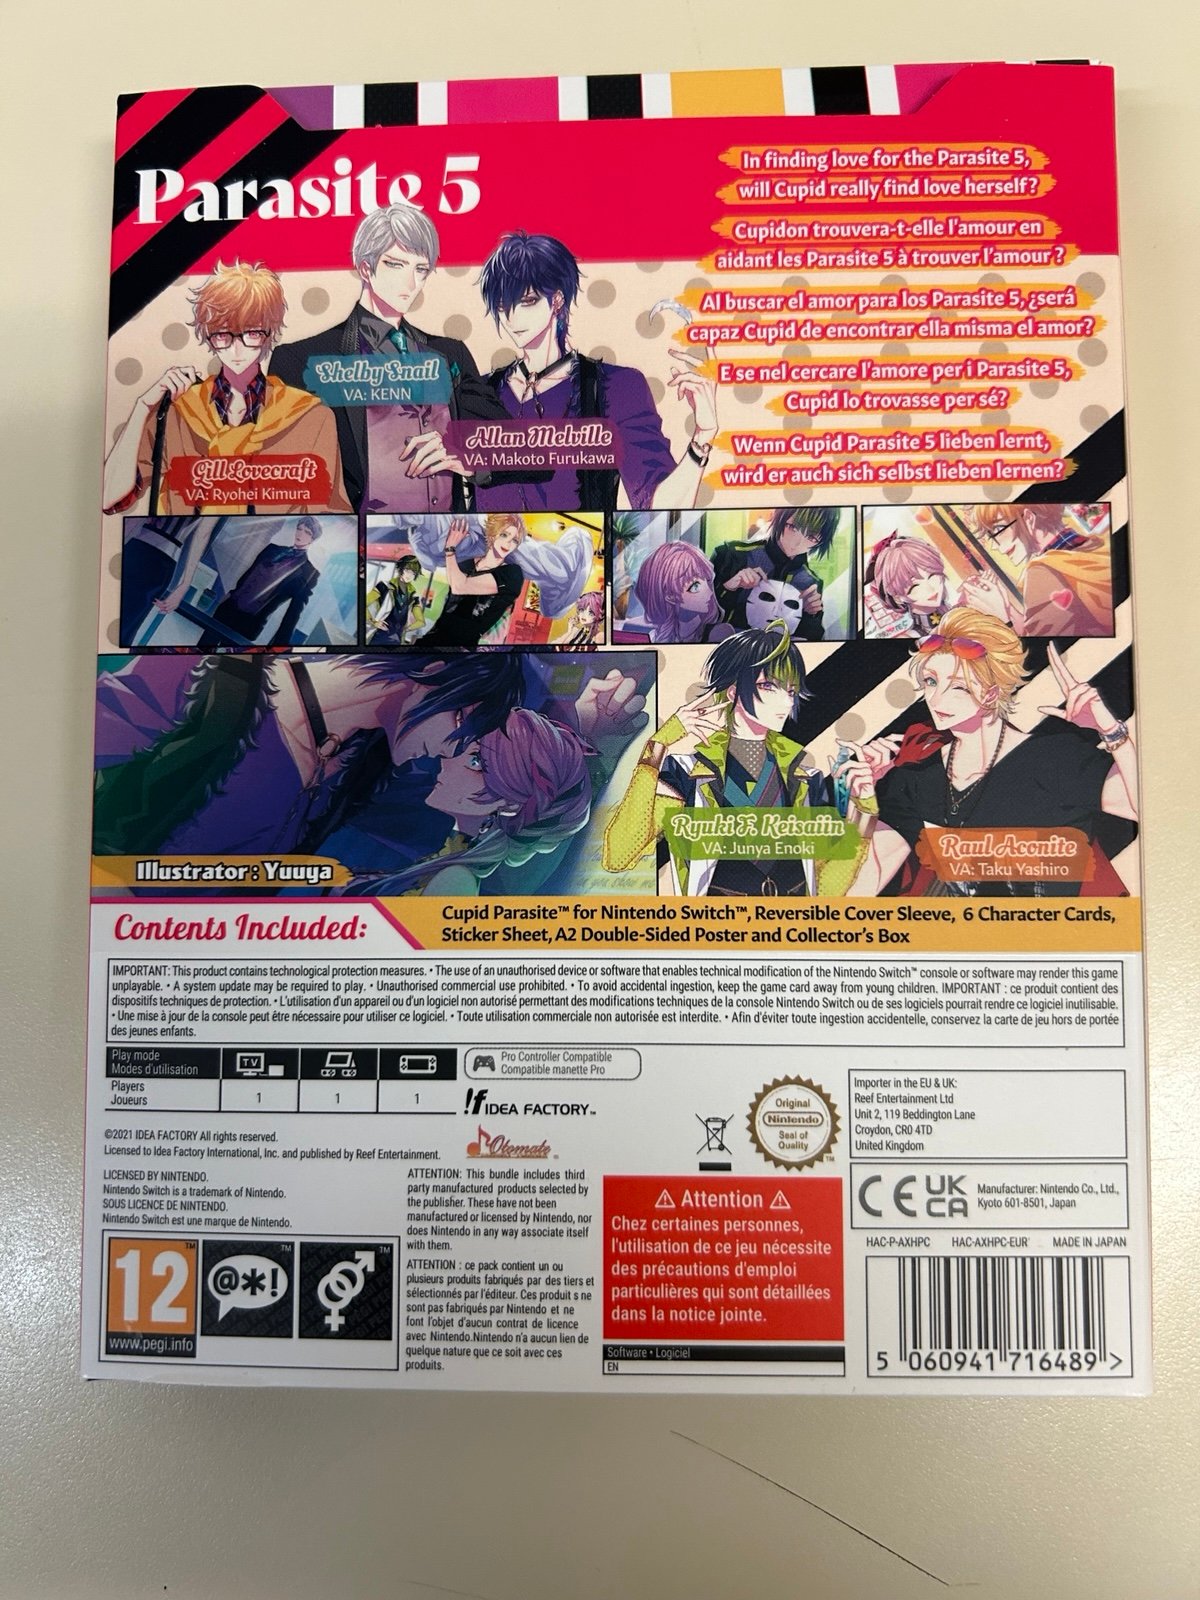 Parasite 5
In finding love for the Parasite 5,
will Cupid really find love herself?
Cupidon trouvera-t-elle l'amour en
aidant les Parasite 5 à trouver l'amour ?
Al buscar el amor para los Parasite 5, ¿será
capaz Cupid de encontrar ella misma el amor?
E se nel cercare l'amore per i Parasite 5,
Cupid lo trovasse per sé?
Wenn Cupid Parasite 5 lieben lernt,
wird er auch sich selbst lieben lernen?
Shelby Snail
VA: KENN
Allan Melville
VA: Makoto Furukawa
Gill Lovecraft
VA: Ryohei Kimura
Ryuki F. Keisaiin
VA: Junya Enoki
Raul Aconite
VA: Taku Yashiro
Illustrator : Yuuya
Contents Included:
Cupid Parasite™ for Nintendo Switch™, Reversible Cover Sleeve, 6 Character Cards,
Sticker Sheet, A2 Double-Sided Poster and Collector's Box
IMPORTANT: This product contains technological protection measures. • The use of an unauthorised device or software that enables technical modification of the Nintendo Switch™ console or software may render this game
unplayable. • A system update may be required to play. • Unauthorised commercial use prohibited. • To avoid accidental ingestion, keep the game card away from young children. IMPORTANT : ce produit contient des
dispositifs techniques de protection. • L'utilisation d'un appareil ou d'un logiciel non autorisé permettant des modifications techniques de la console Nintendo Switch ou de ses logiciels pourrait rendre ce logiciel inutilisable.
• Une mise à jour de la console peut être nécessaire pour utiliser ce logiciel. • Toute utilisation commerciale non autorisée est interdite. • Afin d'éviter toute ingestion accidentelle, conservez la carte de jeu hors de portée
des jeunes enfants.
Play mode
Modes d'utilisation
TV
Players
Joueurs
1
1
1
Pro Controller Compatible
Compatible manette Pro
!f IDEA FACTORY™
Otomate
©2021 IDEA FACTORY All rights reserved.
Licensed to Idea Factory International, Inc. and published by Reef Entertainment.
LICENSED BY NINTENDO.
Nintendo Switch is a trademark of Nintendo.
SOUS LICENCE DE NINTENDO.
Nintendo Switch est une marque de Nintendo.
12
www.pegi.info
@*!
ATTENTION: This bundle includes third
party manufactured products selected by
the publisher. These have not been
manufactured or licensed by Nintendo, nor
does Nintendo in any way associate itself
with them.
ATTENTION : ce pack contient un ou
plusieurs produits fabriqués par des tiers et
sélectionnés par l'éditeur. Ces produits ne
sont pas fabriqués par Nintendo et ne
font l'objet d'aucun contrat de licence
avec Nintendo.Nintendo n'a aucun lien de
quelque nature que ce soit avec ces
produits.
Original
Nintendo
Seal of
Quality
Attention
Chez certaines personnes,
l'utilisation de ce jeu nécessite
des précautions d'emploi
particulières qui sont détaillées
dans la notice jointe.
Software • Logiciel
EN
Importer in the EU & UK:
Reef Entertainment Ltd
Unit 2, 119 Beddington Lane
Croydon, CR0 4TD
United Kingdom
CE UK
CA
Manufacturer: Nintendo Co., Ltd.,
Kyoto 601-8501, Japan
HAC-P-AXHPC HAC-AXHPC-EUR MADE IN JAPAN
5 060941 716489 >